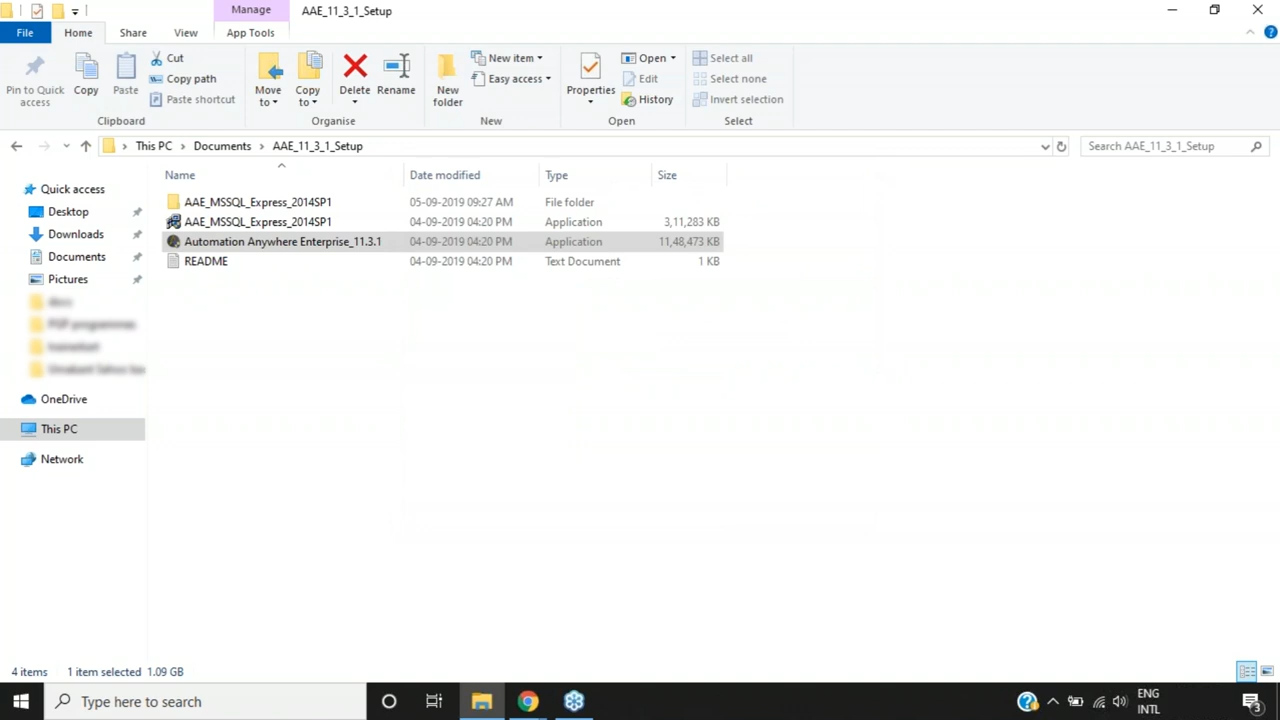 Manage
AAE_11_3_1_Setup
File
Home
Share
View
App Tools
Pin to Quick access
Copy
Paste
Cut
Copy path
Paste shortcut
Clipboard
Move to
Copy to
Delete
Rename
Organise
New folder
New item
Easy access
New
Properties
Open
Edit
History
Open
Select all
Select none
Invert selection
Select
This PC > Documents > AAE_11_3_1_Setup
Search AAE_11_3_1_Setup
Name Date modified Type Size
AAE_MSSQL_Express_2014SP1 05-09-2019 09:27 AM File folder
AAE_MSSQL_Express_2014SP1 04-09-2019 04:20 PM Application 3,11,283 KB
Automation Anywhere Enterprise_11.3.1 04-09-2019 04:20 PM Application 11,48,473 KB
README 04-09-2019 04:20 PM Text Document 1 KB
Quick access
Desktop
Downloads
Documents
Pictures
OneDrive
This PC
Network
4 items 1 item selected 1.09 GB
Type here to search
ENG
INTL
3